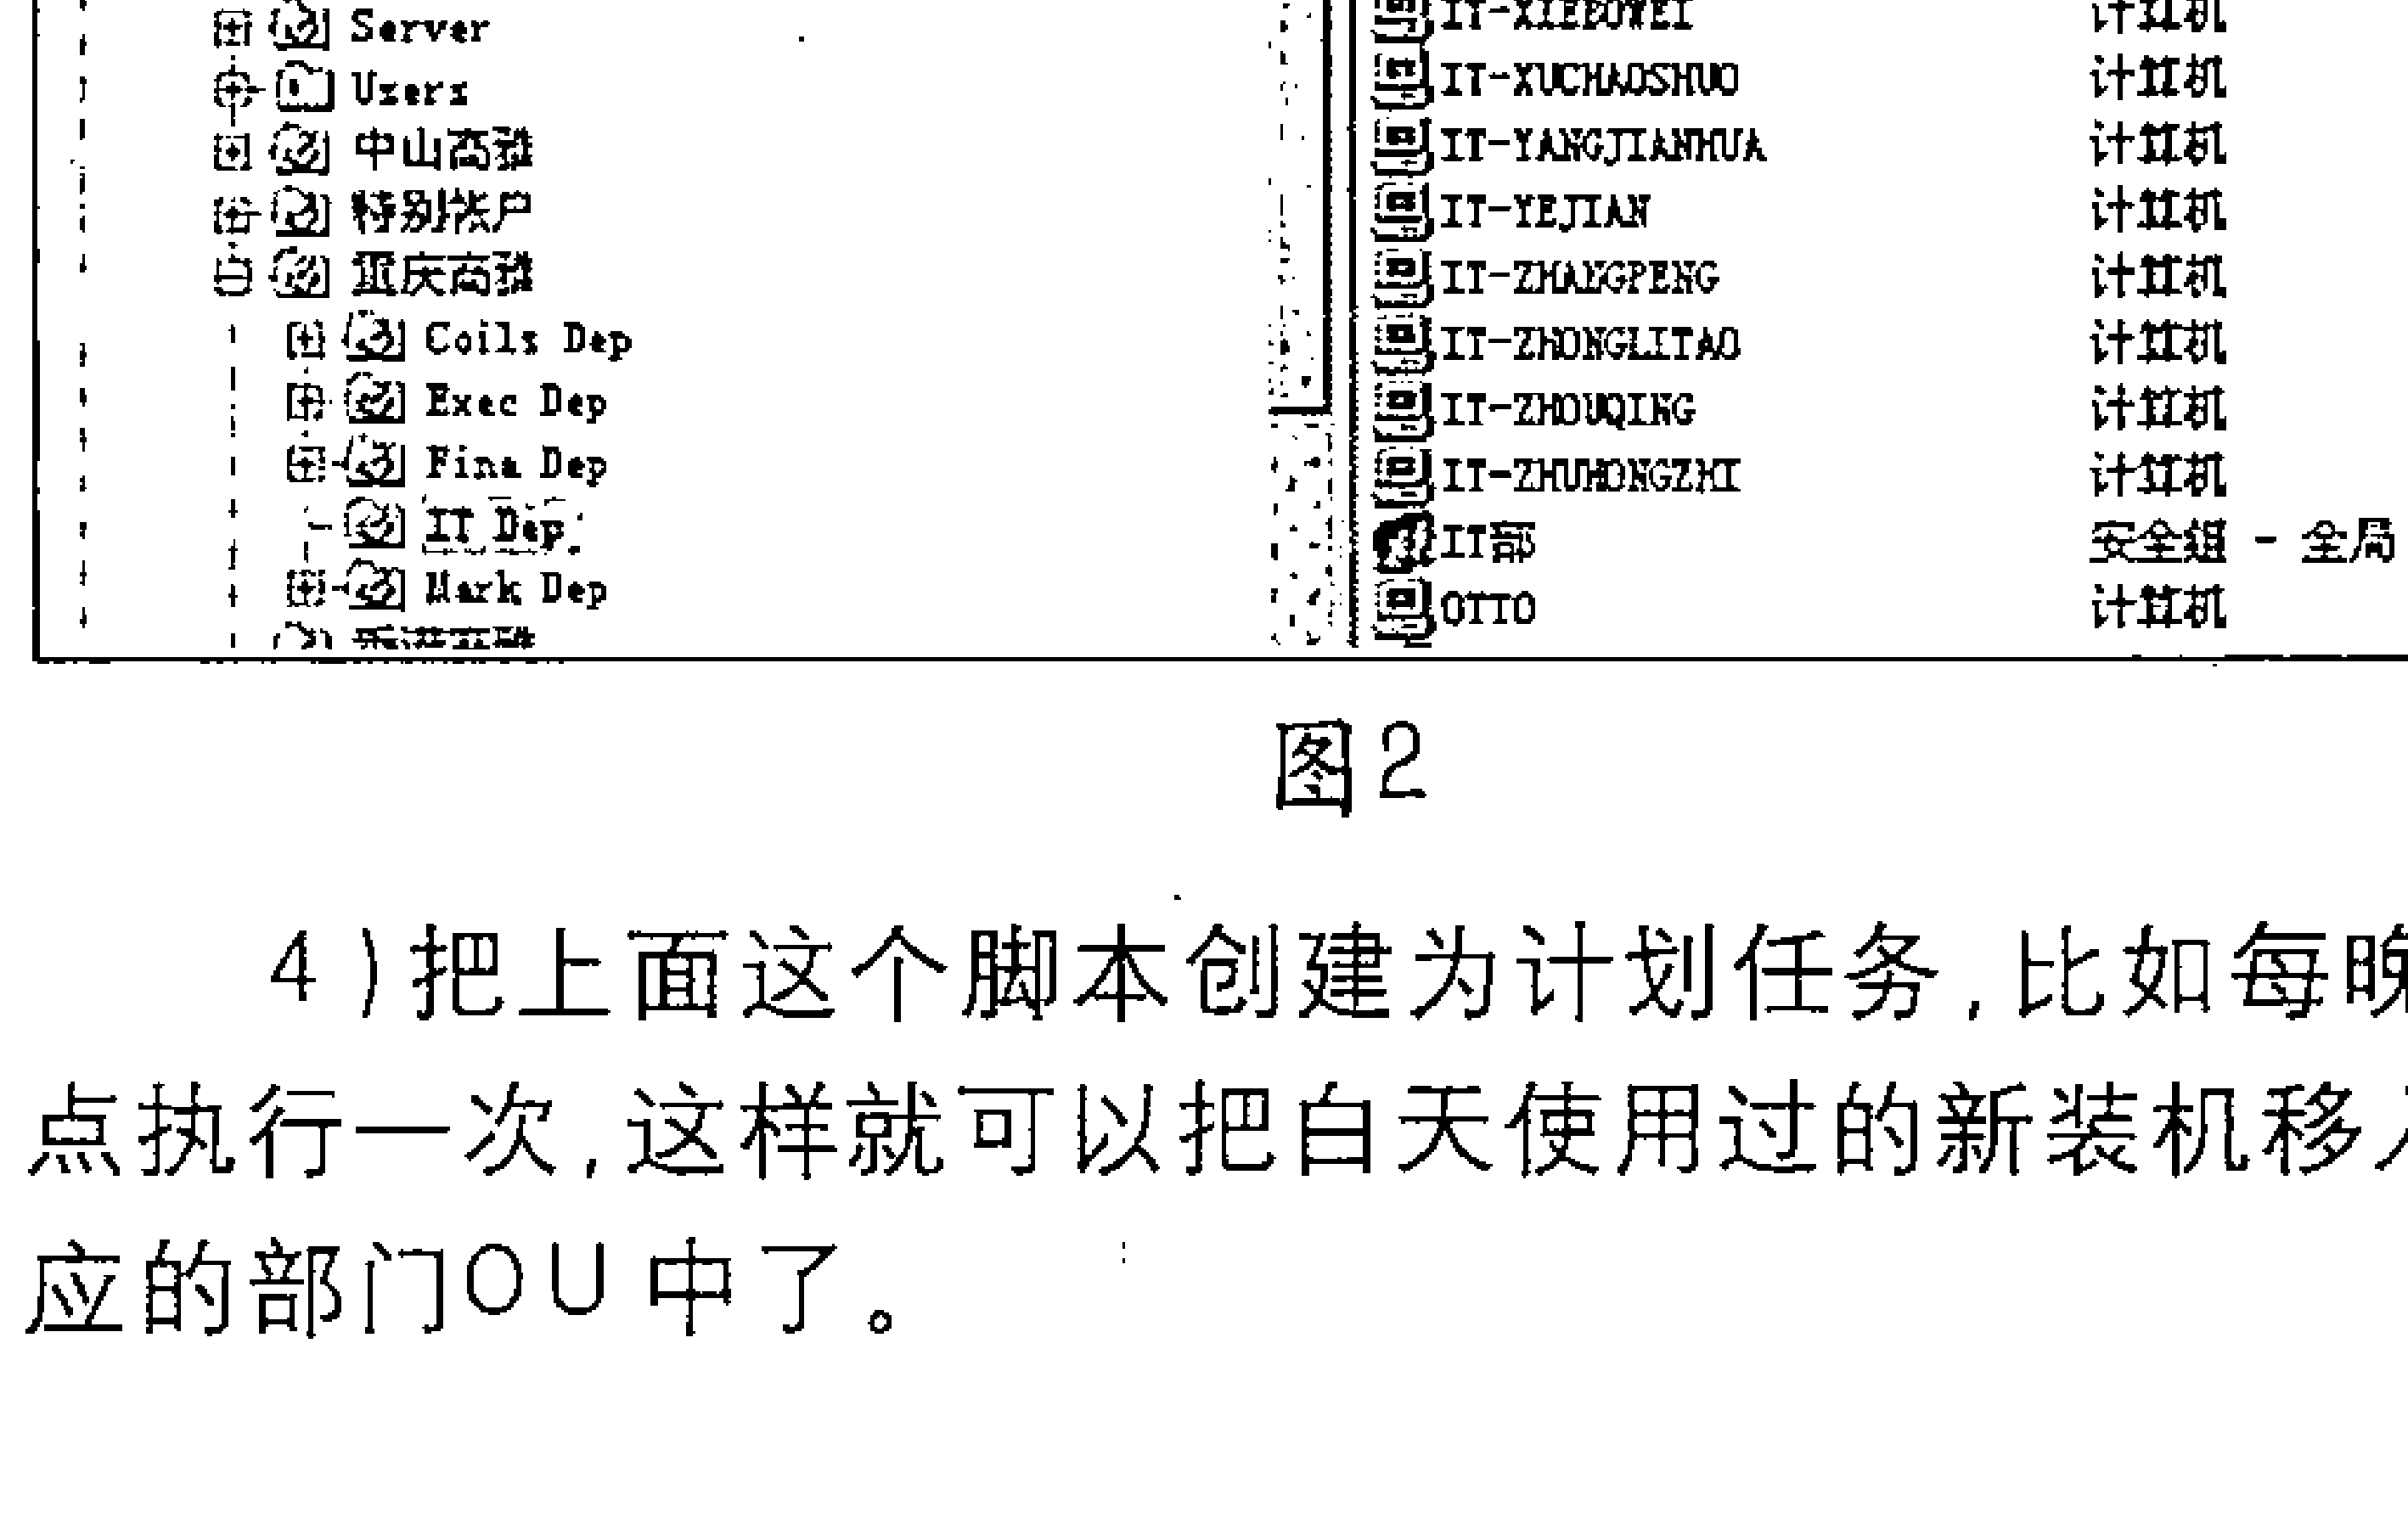 Server
Users
中山高雅
特别帐户
重庆高雅
Coils Dep
Exec Dep
Fina Dep
IT Dep
Mark Dep
IT-XIEBOWEI 计算机
IT-XUCHAOSHUO 计算机
IT-YANGJIANHUA 计算机
IT-YEJIAN 计算机
IT-ZHANGPENG 计算机
IT-ZHONGLITAO 计算机
IT-ZHOUQING 计算机
IT-ZHUHONGZHI 计算机
IT部 安全组 - 全局
OTTO 计算机
图2
4)把上面这个脚本创建为计划任务,比如每晚
点执行一次,这样就可以把白天使用过的新装机移入
应的部门OU中了。